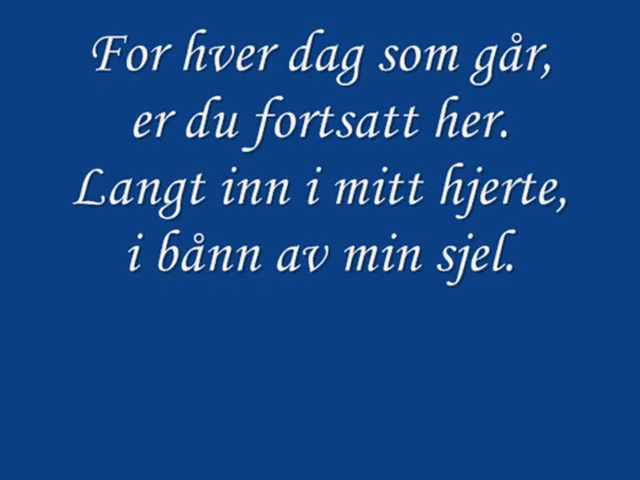 For hver dag som går,
er du fortsatt her.
Langt inn i mitt hjerte,
i bånn av min sjel.